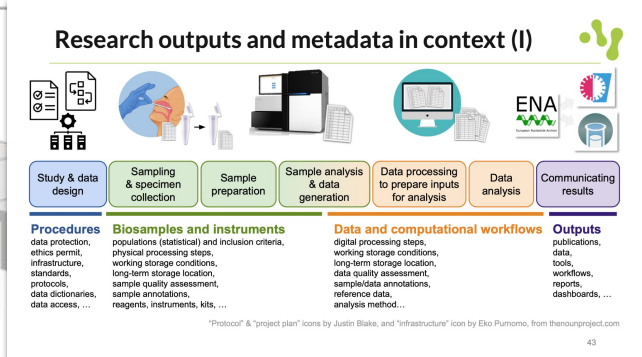 Research outputs and metadata in context (I)
ENA
European Nucleotide Archive
Study & data
design
Sampling
& specimen
collection
Sample
preparation
Sample analysis
& data
generation
Data processing
to prepare inputs
for analysis
Data
analysis
Communicating
results
Procedures
data protection,
ethics permit,
infrastructure,
standards,
protocols,
data dictionaries,
data access, …
Biosamples and instruments
populations (statistical) and inclusion criteria,
physical processing steps,
working storage conditions,
long-term storage location,
sample quality assessment,
sample annotations,
reagents, instruments, kits, …
Data and computational workflows
digital processing steps,
working storage conditions,
long-term storage location,
data quality assessment,
sample/data annotations,
reference data,
analysis method…
Outputs
publications,
data,
tools,
workflows,
reports,
dashboards, …
"Protocol" & "project plan" icons by Justin Blake, and "infrastructure" icon by Eko Purnomo, from thenounproject.com
43